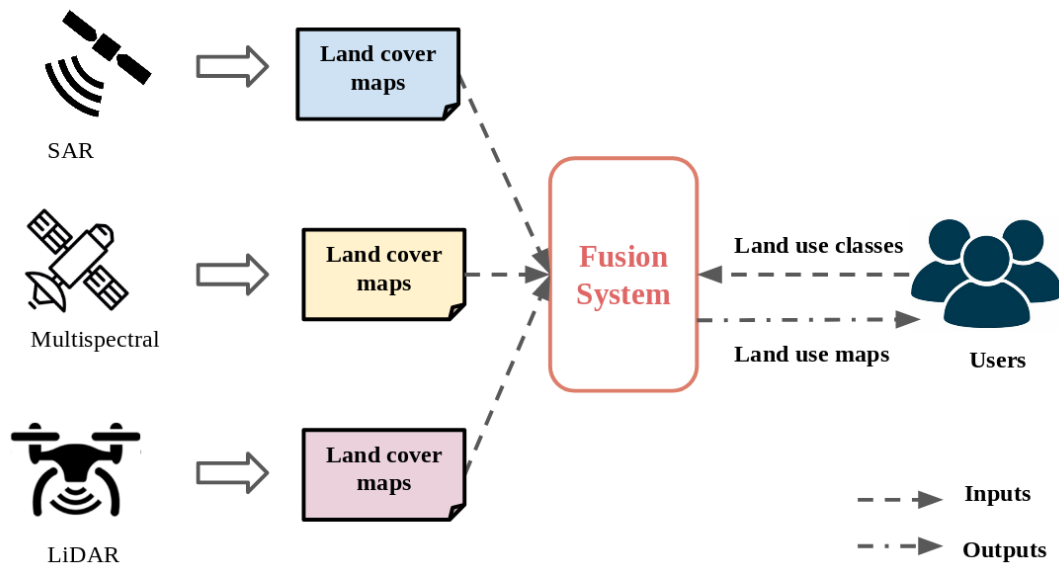 Land cover
maps
SAR
Land cover
maps
Multispectral
Land cover
maps
LiDAR
Fusion
System
Land use classes
Land use maps
Users
Inputs
Outputs